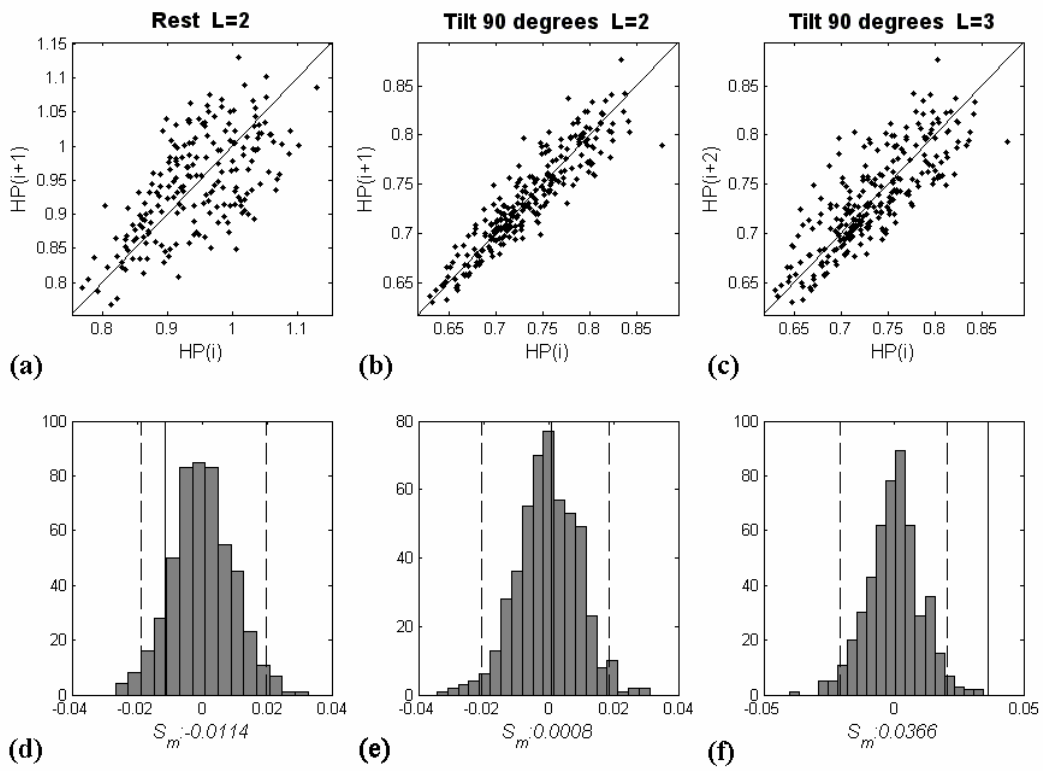 Rest L=2
Tilt 90 degrees L=2
Tilt 90 degrees L=3
1.15
1.1
1.05
1
0.95
0.9
0.85
0.8
HP(i+1)
0.8 0.9 1 1.1
HP(i)
(a)
0.85
0.8
0.75
0.7
0.65
HP(i+1)
0.65 0.7 0.75 0.8 0.85
HP(i)
(b)
0.85
0.8
0.75
0.7
0.65
HP(i+2)
0.65 0.7 0.75 0.8 0.85
HP(i)
(c)
100
80
60
40
20
0
-0.04 -0.02 0 0.02 0.04
Sm:-0.0114
(d)
80
60
40
20
0
-0.04 -0.02 0 0.02 0.04
Sm:0.0008
(e)
100
80
60
40
20
0
-0.05 0 0.05
Sm:0.0366
(f)